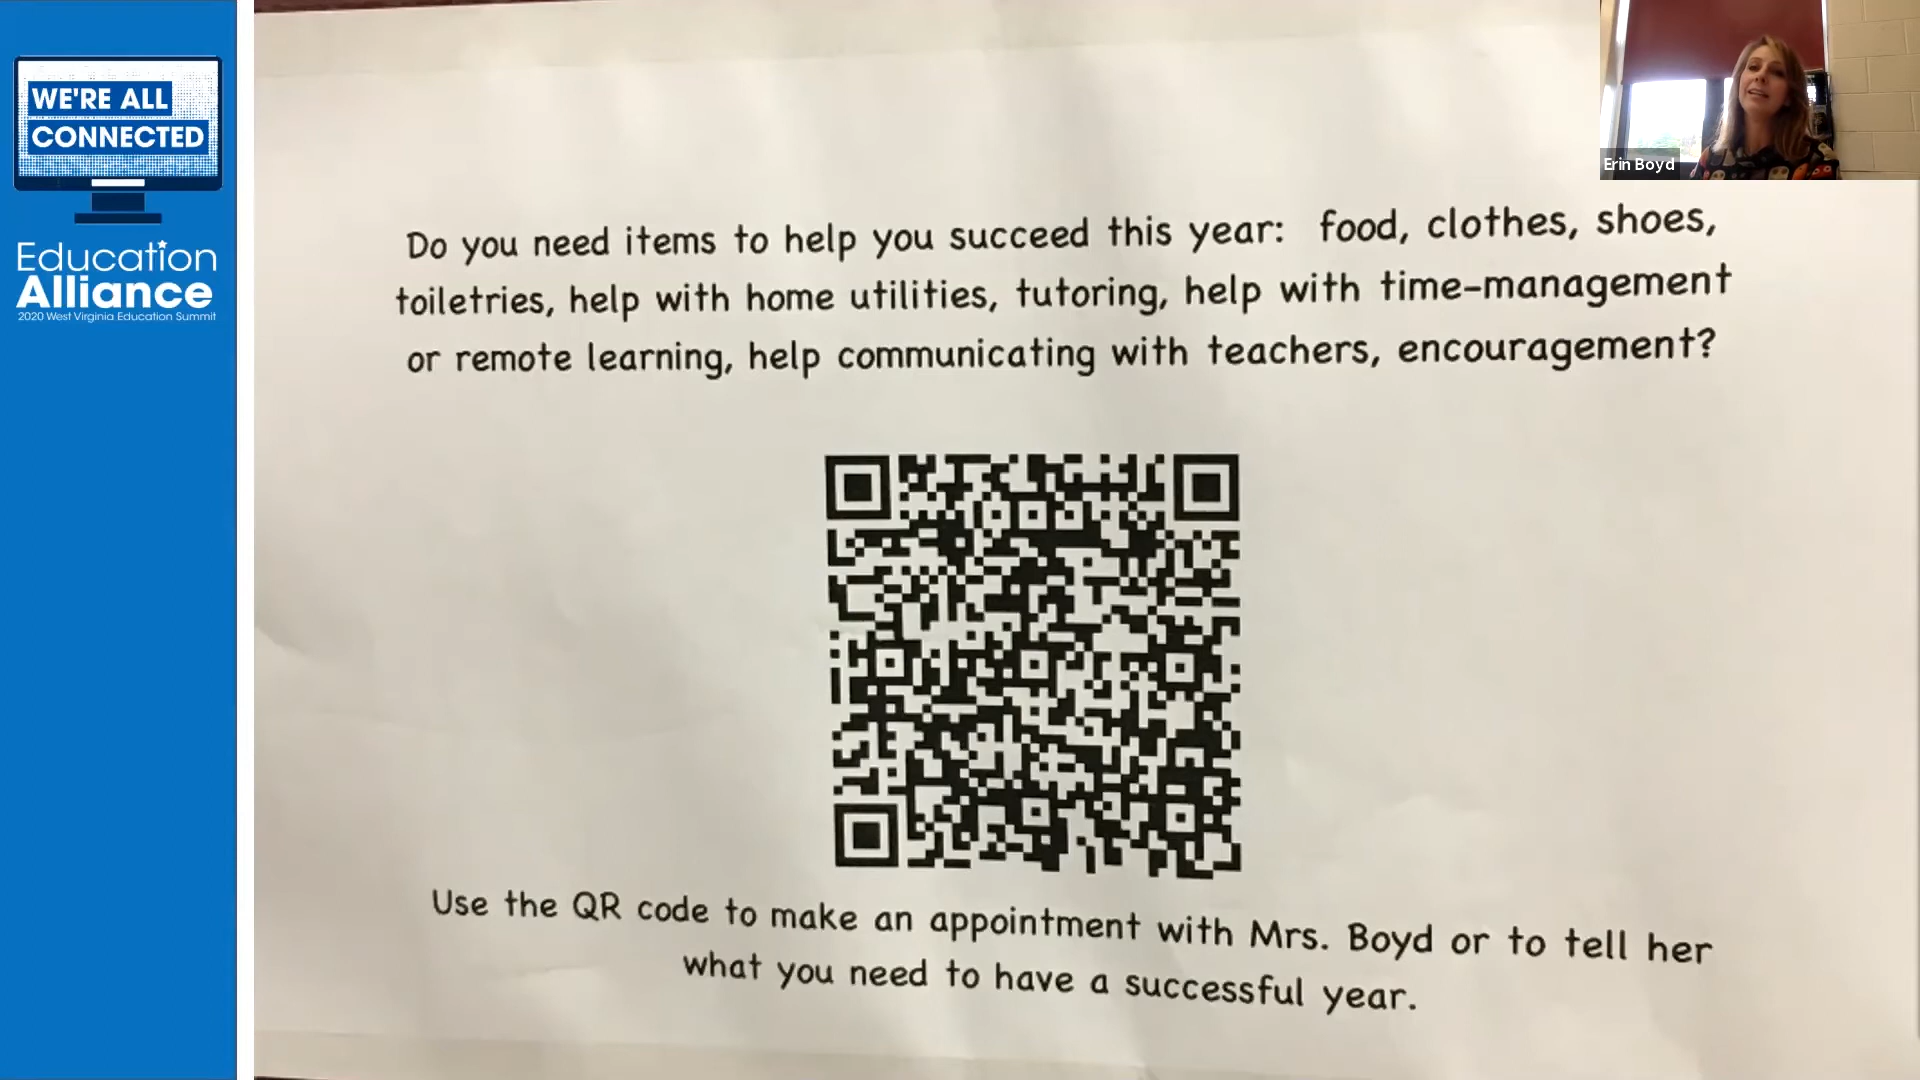 WE'RE ALL
CONNECTED
Education
Alliance
2020 West Virginia Education Summit
Erin Boyd
Do you need items to help you succeed this year: food, clothes, shoes,
toiletries, help with home utilities, tutoring, help with time-management
or remote learning, help communicating with teachers, encouragement?
Use the QR code to make an appointment with Mrs. Boyd or to tell her
what you need to have a successful year.